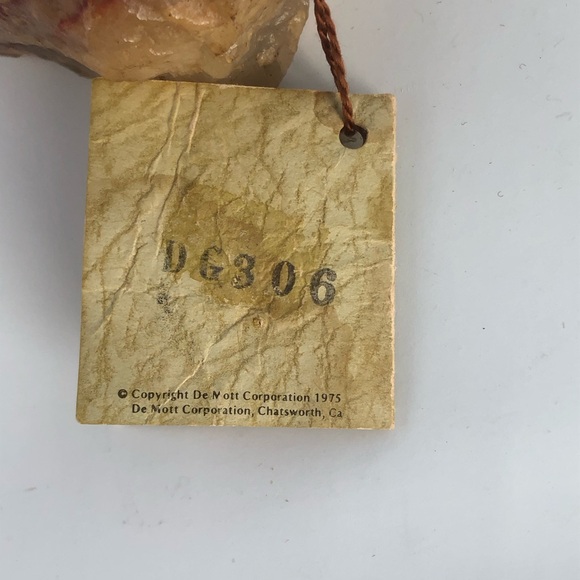 DG306
© Copyright De Mott Corporation 1975
De Mott Corporation, Chatsworth, Ca